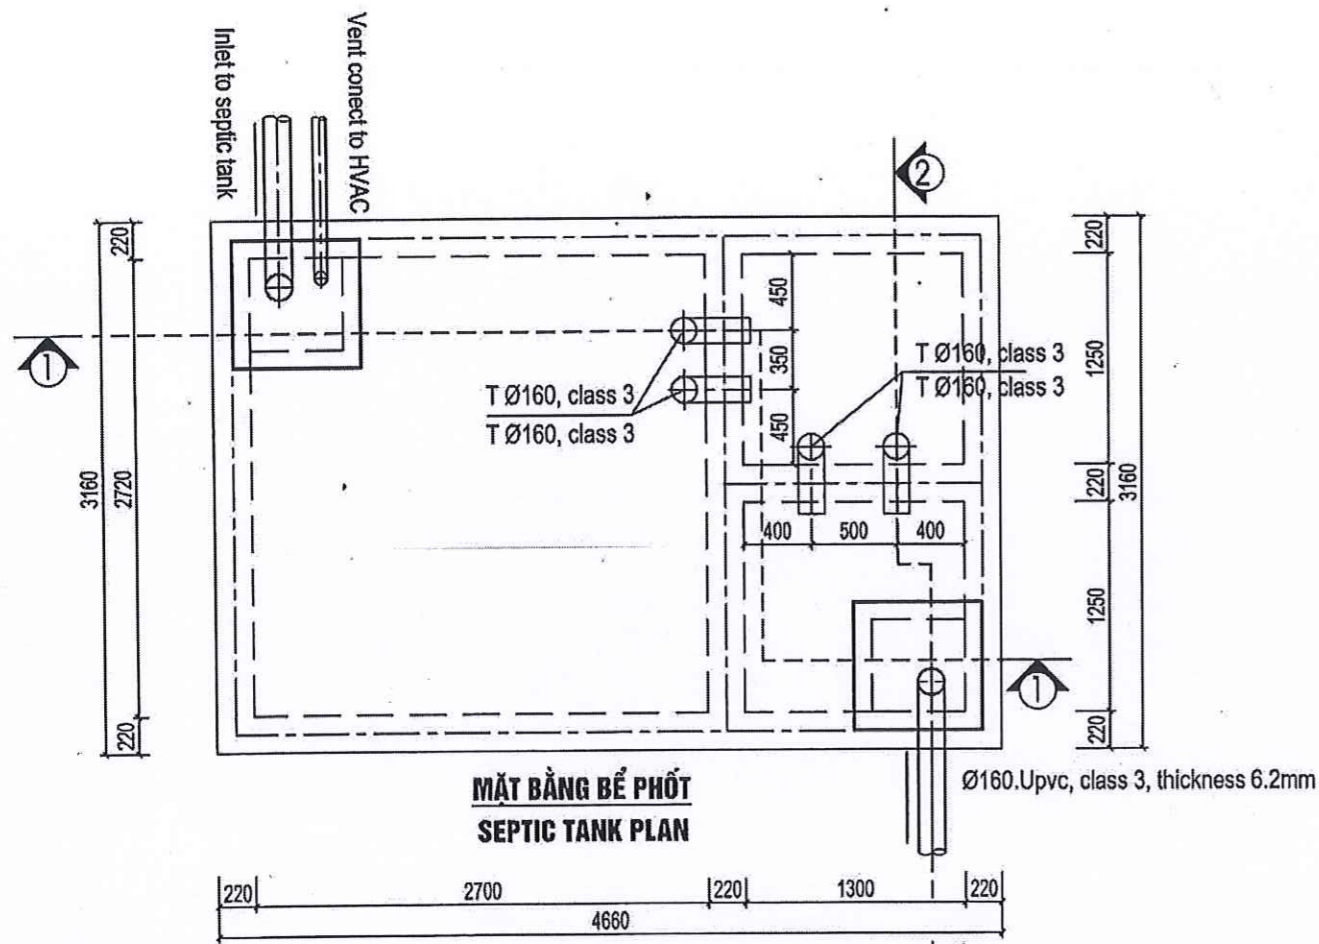 Inlet to septic tank
Vent conect to HVAC
2
220
2720
220
3160
1
T Ø160, class 3
T Ø160, class 3
450
350
450
T Ø160, class 3
T Ø160, class 3
400
500
400
220
1250
220
1250
220
3160
1
Ø160.Upvc, class 3, thickness 6.2mm
MẶT BẰNG BỂ PHỐT
SEPTIC TANK PLAN
220
2700
220
1300
220
4660